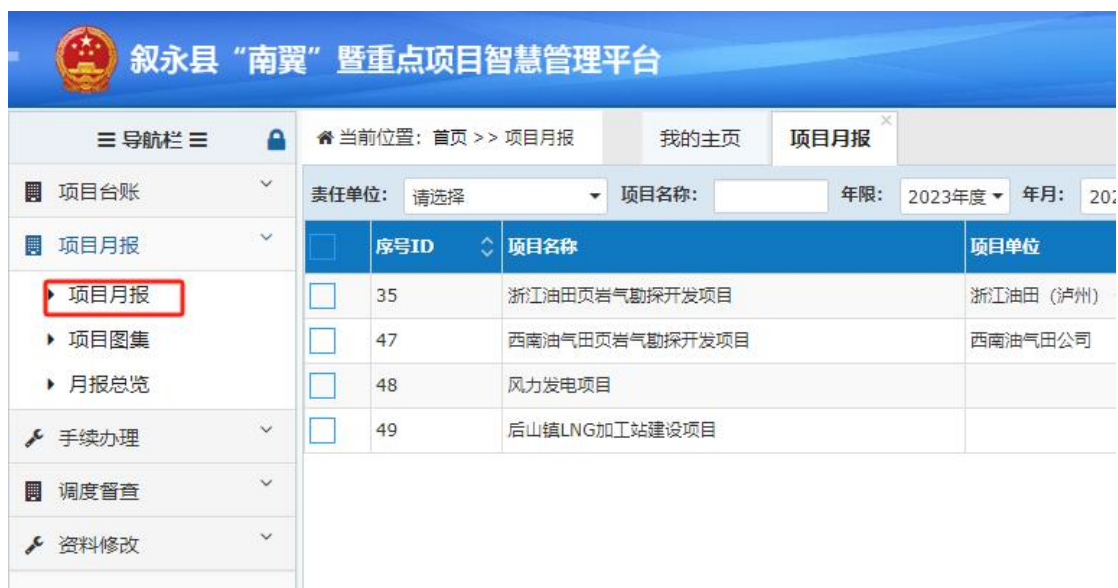 叙永县“南翼”暨重点项目智慧管理平台
导航栏
当前位置：首页 >> 项目月报
我的主页
项目月报
项目台账
项目月报
项目月报
项目图集
月报总览
手续办理
调度督查
资料修改
责任单位： 请选择 项目名称： 年限： 2023年度 年月： 202
序号ID 项目名称 项目单位
35 浙江油田页岩气勘探开发项目 浙江油田（泸州）
47 西南油气田页岩气勘探开发项目 西南油气田公司
48 风力发电项目
49 后山镇LNG加工站建设项目